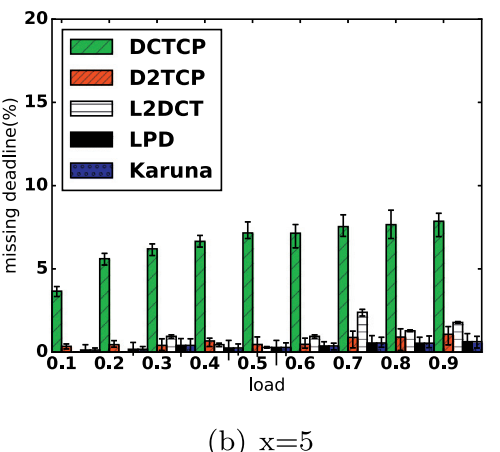 20
15
10
5
0
missing deadline(%)
DCTCP
D2TCP
L2DCT
LPD
Karuna
0.1 0.2 0.3 0.4 0.5 0.6 0.7 0.8 0.9
load
(b) x=5